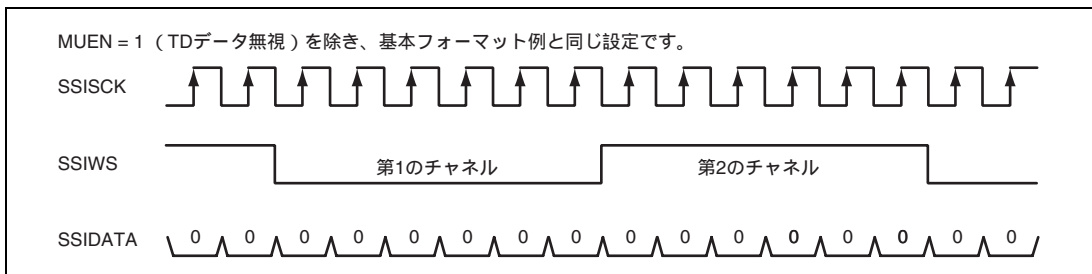 MUEN = 1 （TDデータ無視）を除き、基本フォーマット例と同じ設定です。
SSISCK
SSIWS 第1のチャネル 第2のチャネル
SSIDATA 0 0 0 0 0 0 0 0 0 0 0 0 0 0 0 0